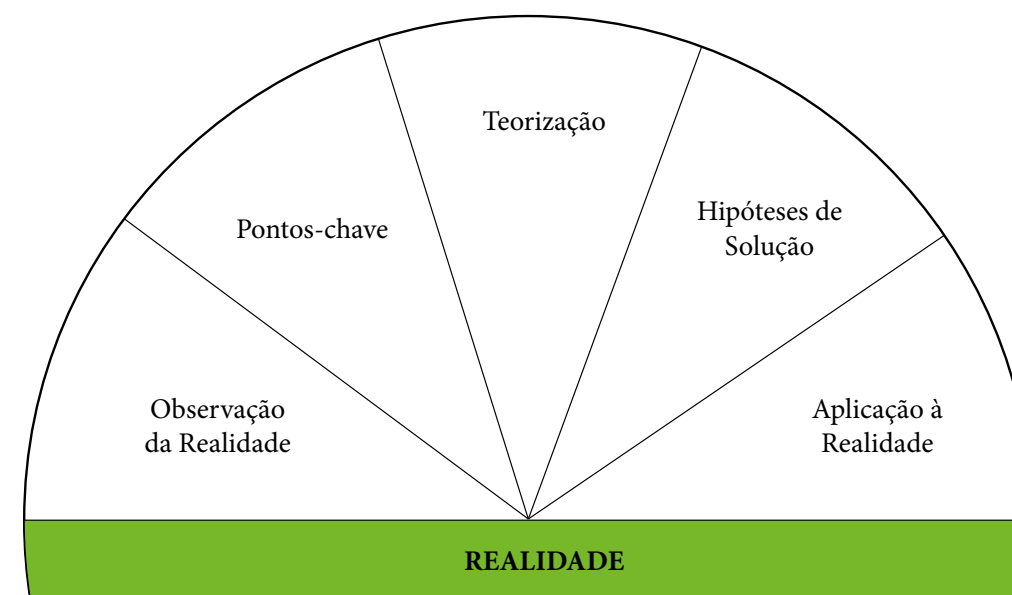 Teorização
Pontos-chave
Hipóteses de
Solução
Observação
da Realidade
Aplicação à
Realidade
REALIDADE